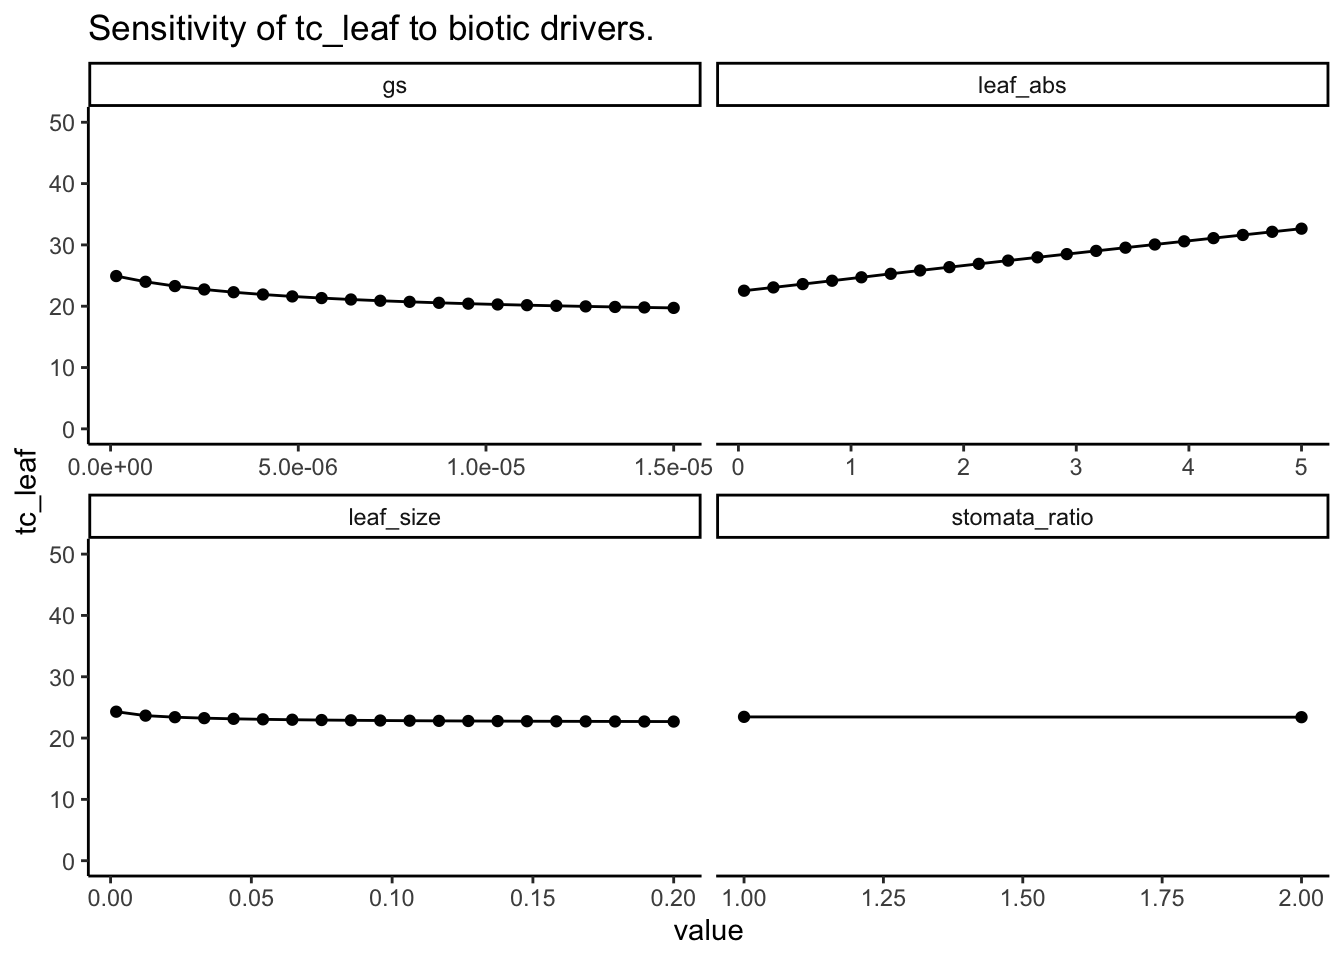 Sensitivity of tc_leaf to biotic drivers.
gs
leaf_abs
50
40
30
20
10
0
0.0e+00 5.0e-06 1.0e-05 1.5e-05
0 1 2 3 4 5
tc_leaf
leaf_size
stomata_ratio
50
40
30
20
10
0
0.00 0.05 0.10 0.15 0.20
1.00 1.25 1.50 1.75 2.00
value